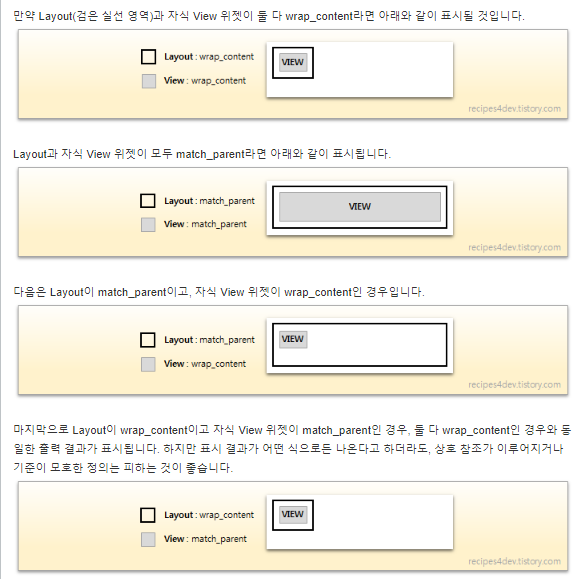 만약 Layout(검은 실선 영역)과 자식 View 위젯이 둘 다 wrap_content라면 아래와 같이 표시될 것입니다.
Layout : wrap_content
View : wrap_content
VIEW
recipes4dev.tistory.com
Layout과 자식 View 위젯이 모두 match_parent라면 아래와 같이 표시됩니다.
Layout : match_parent
View : match_parent
VIEW
recipes4dev.tistory.com
다음은 Layout이 match_parent이고, 자식 View 위젯이 wrap_content인 경우입니다.
Layout : match_parent
View : wrap_content
VIEW
recipes4dev.tistory.com
마지막으로 Layout이 wrap_content이고 자식 View 위젯이 match_parent인 경우, 둘 다 wrap_content인 경우와 동
일한 출력 결과가 표시됩니다. 하지만 표시 결과가 어떤 식으로든 나온다고 하더라도, 상호 참조가 이루어지거나
기준이 모호한 정의는 피하는 것이 좋습니다.
Layout : wrap_content
View : match_parent
VIEW
recipes4dev.tistory.com